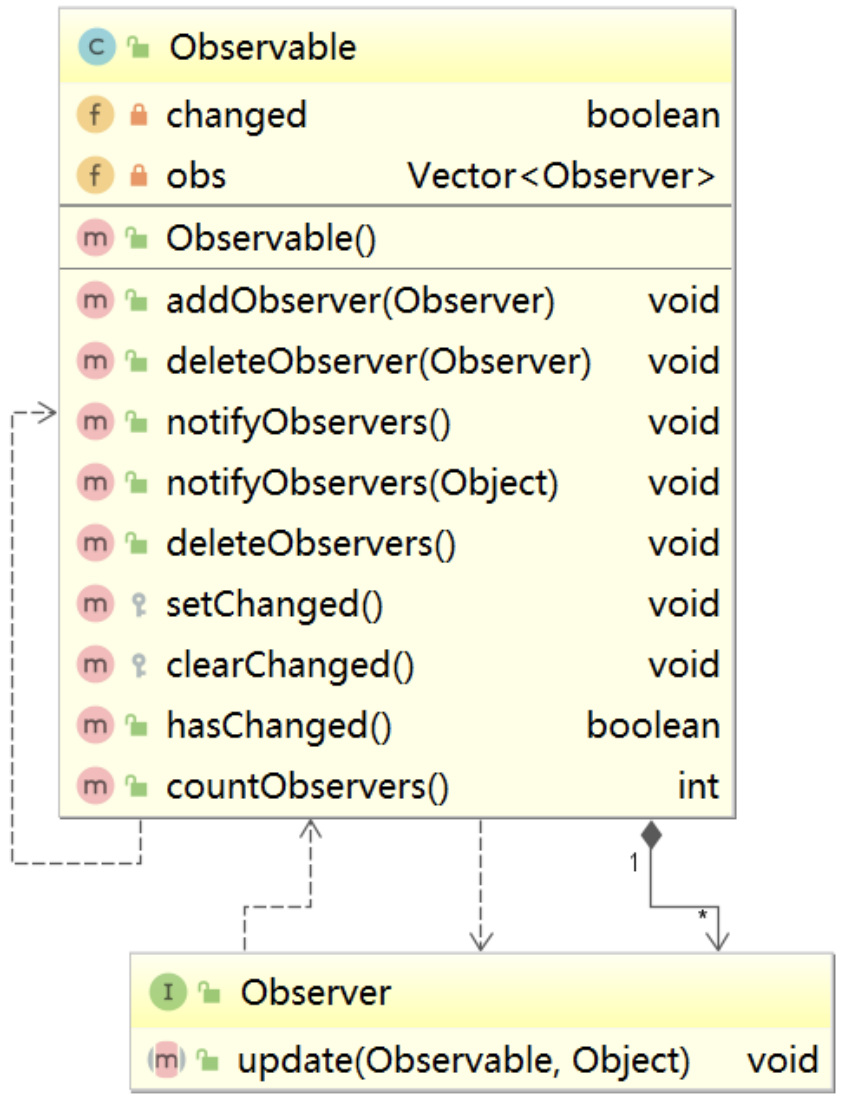 C Observable
f changed boolean
f obs Vector<Observer>
m Observable()
m addObserver(Observer) void
m deleteObserver(Observer) void
m notifyObservers() void
m notifyObservers(Object) void
m deleteObservers() void
m setChanged() void
m clearChanged() void
m hasChanged() boolean
m countObservers() int
1
*
I Observer
m update(Observable, Object) void